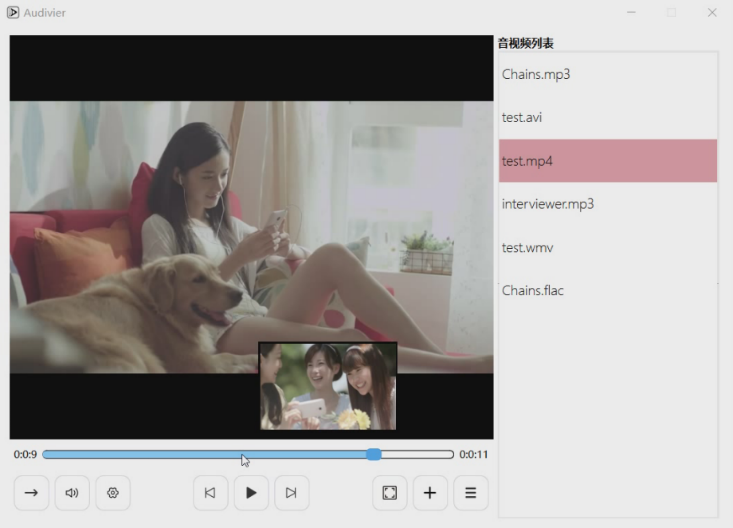 Audivier
音视频列表
Chains.mp3
test.avi
test.mp4
interviewer.mp3
test.wmv
Chains.flac
0:0:9
0:0:11